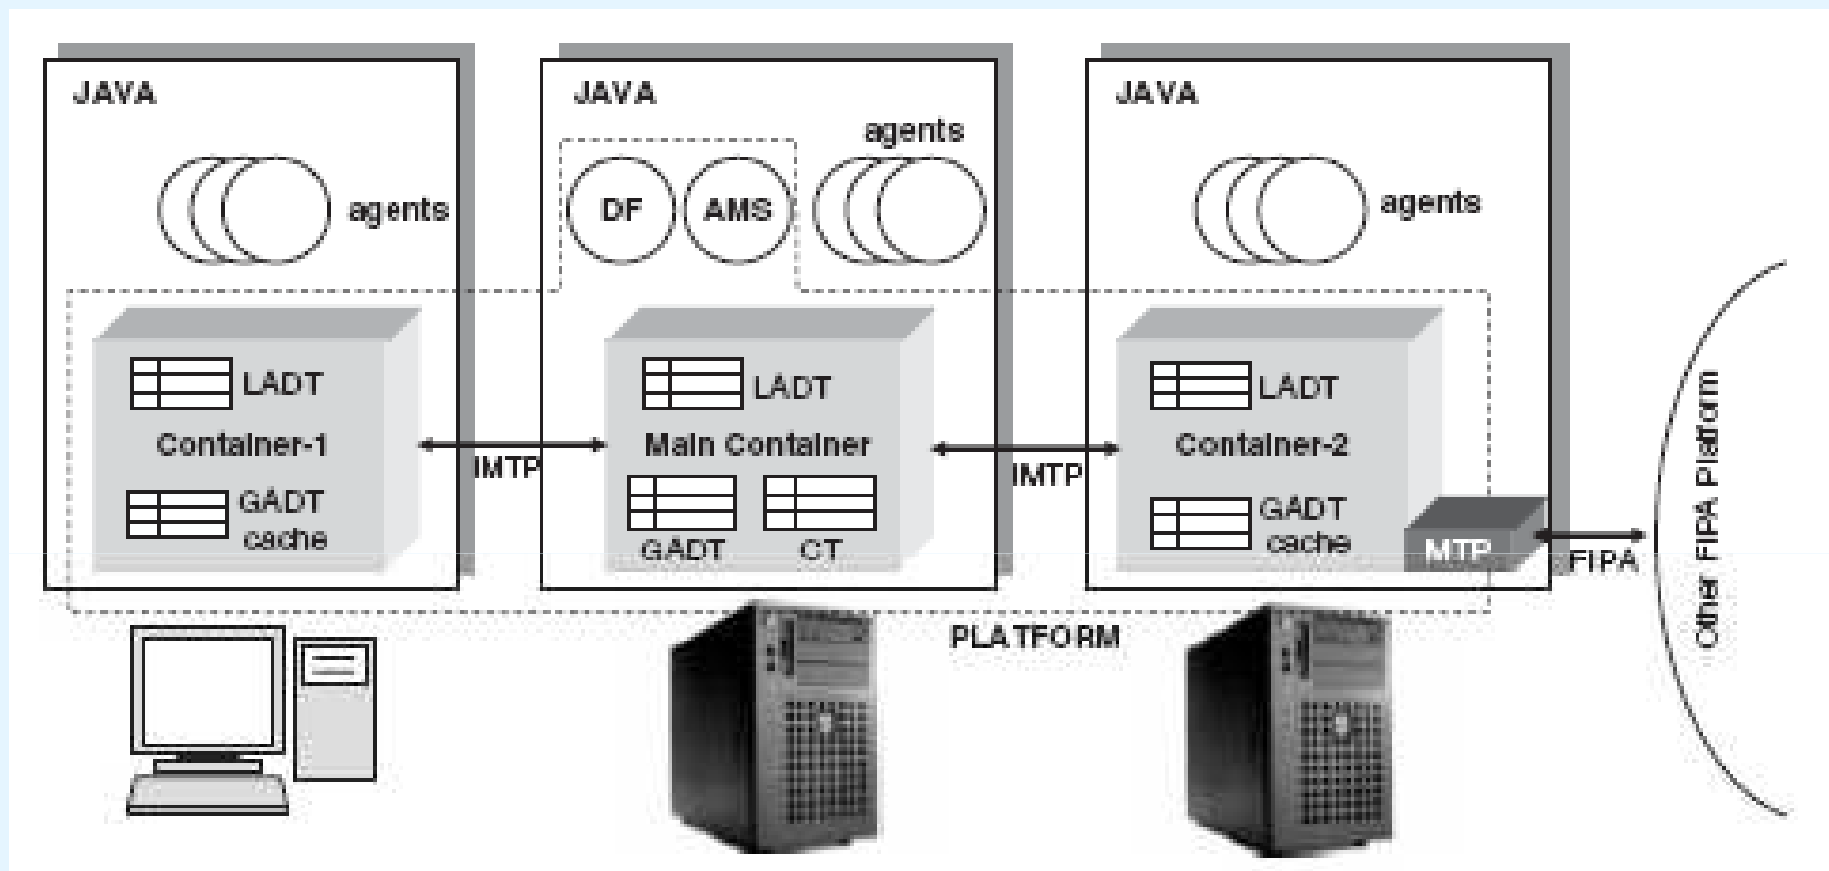 JAVA
agents
LADT
Container-1
GADT
cache
IMTP
JAVA
DF
AMS
agents
LADT
Main Container
GADT
CT
IMTP
JAVA
agents
LADT
Container-2
GADT
cache
MTP
FIPA
Other FIPA Platform
PLATFORM